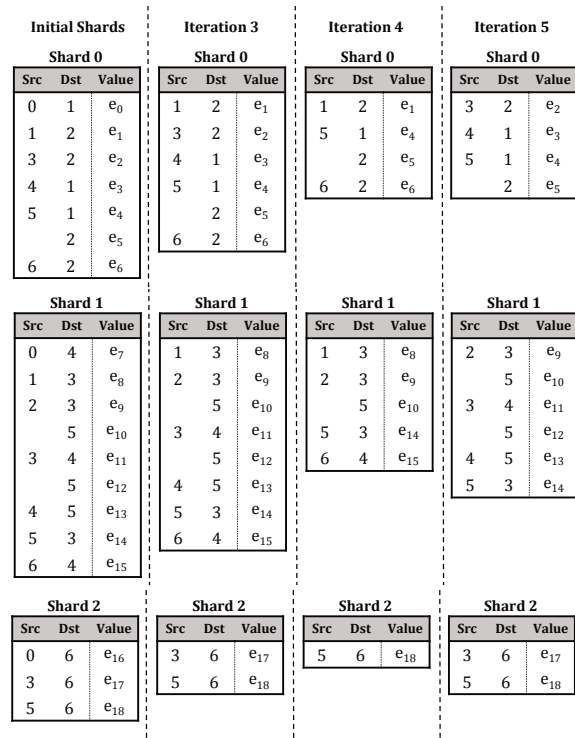 Initial Shards Iteration 3 Iteration 4 Iteration 5
Shard 0 Shard 0 Shard 0 Shard 0
Src Dst Value Src Dst Value Src Dst Value Src Dst Value
0 1 e0 1 2 e1 1 2 e1 3 2 e2
1 2 e1 3 2 e2 5 1 e4 4 1 e3
3 2 e2 4 1 e3 2 e5 5 1 e4
4 1 e3 5 1 e4 6 2 e6 2 e5
5 1 e4 2 e5
2 e5 6 2 e6
6 2 e6
Shard 1 Shard 1 Shard 1 Shard 1
Src Dst Value Src Dst Value Src Dst Value Src Dst Value
0 4 e7 1 3 e8 1 3 e8 2 3 e9
1 3 e8 2 3 e9 2 3 e9 5 e10
2 3 e9 5 e10 5 e10 3 4 e11
5 e10 3 4 e11 5 3 e14 5 e12
3 4 e11 5 e12 6 4 e15 4 5 e13
5 e12 4 5 e13 5 3 e14
4 5 e13 5 3 e14
5 3 e14 6 4 e15
6 4 e15
Shard 2 Shard 2 Shard 2 Shard 2
Src Dst Value Src Dst Value Src Dst Value Src Dst Value
0 6 e16 3 6 e17 5 6 e18 3 6 e17
3 6 e17 5 6 e18 5 6 e18
5 6 e18